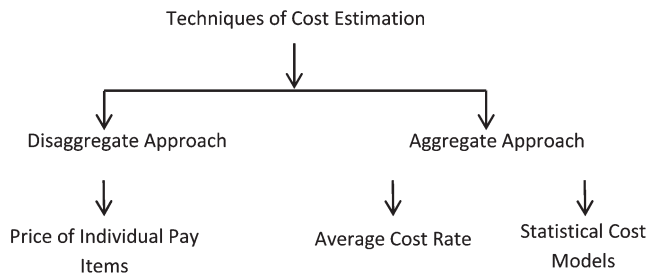 Techniques of Cost Estimation
Disaggregate Approach
Aggregate Approach
Price of Individual Pay
Items
Average Cost Rate
Statistical Cost
Models